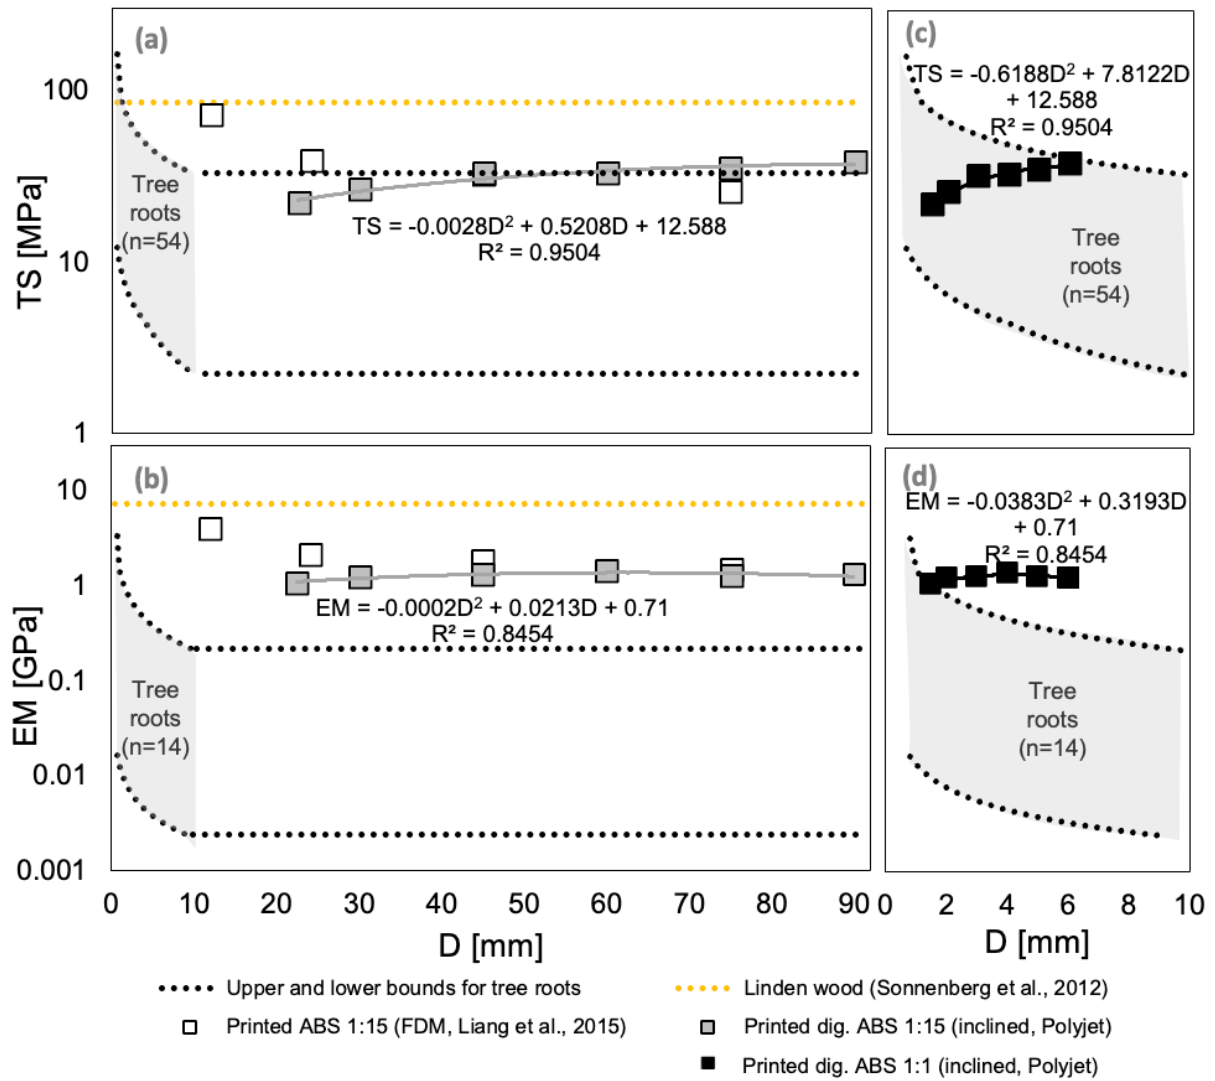 (a)
(c)
TS = -0.6188D² + 7.8122D
+ 12.588
R² = 0.9504
100
10
1
TS [MPa]
Tree
roots
(n=54)
TS = -0.0028D² + 0.5208D + 12.588
R² = 0.9504
Tree
roots
(n=54)
(b)
(d)
EM = -0.0383D² + 0.3193D
+ 0.71
R² = 0.8454
10
1
0.1
0.01
0.001
EM [GPa]
EM = -0.0002D² + 0.0213D + 0.71
R² = 0.8454
Tree
roots
(n=14)
Tree
roots
(n=14)
0 10 20 30 40 50 60 70 80 90
0 2 4 6 8 10
D [mm]
D [mm]
Upper and lower bounds for tree roots
Linden wood (Sonnenberg et al., 2012)
Printed ABS 1:15 (FDM, Liang et al., 2015)
Printed dig. ABS 1:15 (inclined, Polyjet)
Printed dig. ABS 1:1 (inclined, Polyjet)